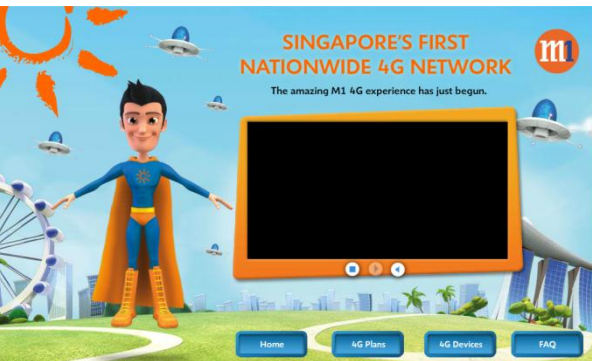 SINGAPORE'S FIRST
NATIONWIDE 4G NETWORK
M1
The amazing M1 4G experience has just begun.
Home
4G Plans
4G Devices
FAQ